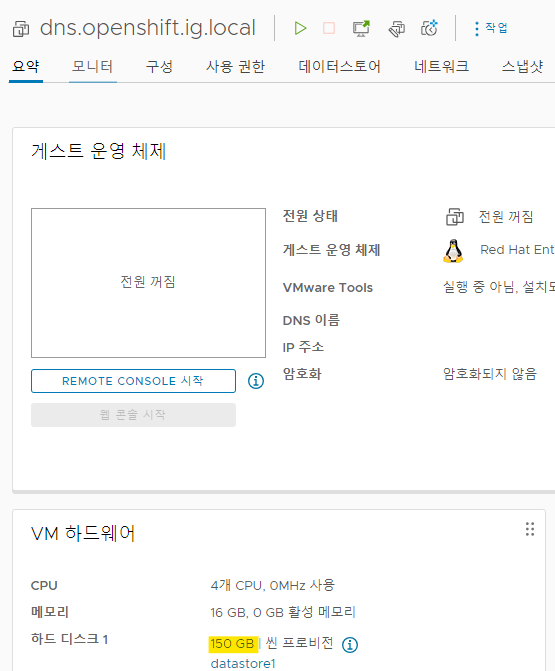 dns.openshift.ig.local
작업
요약 모니터 구성 사용 권한 데이터스토어 네트워크 스냅샷
게스트 운영 체제
전원 꺼짐
전원 상태 전원 꺼짐
게스트 운영 체제 Red Hat Ent
VMware Tools 실행 중 아님, 설치되
DNS 이름
IP 주소
암호화 암호화되지 않음
REMOTE CONSOLE 시작
웹 콘솔 시작
VM 하드웨어
CPU 4개 CPU, 0MHz 사용
메모리 16 GB, 0 GB 활성 메모리
하드 디스크 1 150 GB | 씬 프로비전
datastore1